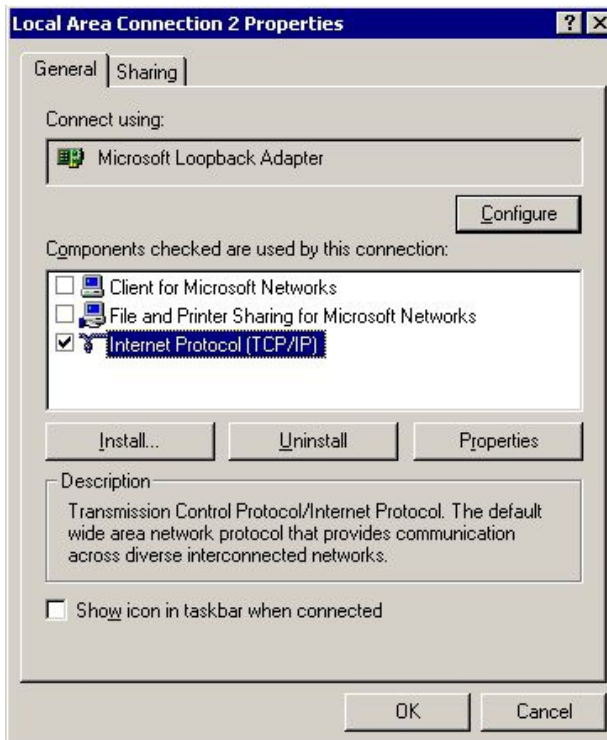 Local Area Connection 2 Properties
General Sharing
Connect using:
Microsoft Loopback Adapter
Configure
Components checked are used by this connection:
Client for Microsoft Networks
File and Printer Sharing for Microsoft Networks
Internet Protocol (TCP/IP)
Install... Uninstall Properties
Description
Transmission Control Protocol/Internet Protocol. The default
wide area network protocol that provides communication
across diverse interconnected networks.
Show icon in taskbar when connected
OK Cancel